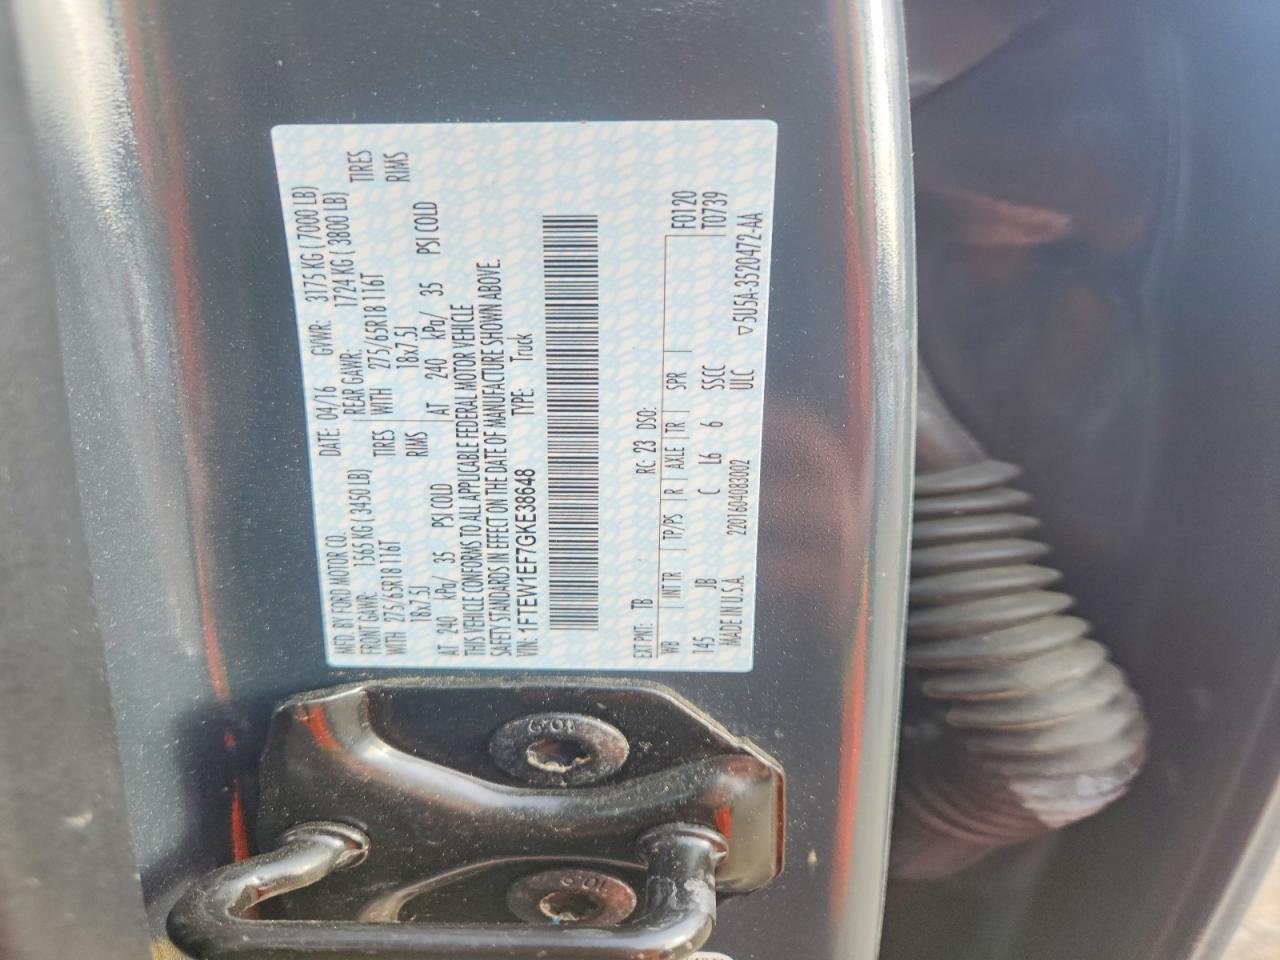 MFD. BY FORD MOTOR CO.
DATE: 04/16 GVWR: 3175 KG ( 7000 LB)
FRONT GAWR: 1565 KG ( 3450 LB)
REAR GAWR: 1724 KG ( 3800 LB)
WITH 275/65R18 116T TIRES
WITH 275/65R18 116T TIRES
18x7.5J RIMS
18x7.5J RIMS
AT 240 kPa/ 35 PSI COLD
AT 240 kPa/ 35 PSI COLD
THIS VEHICLE CONFORMS TO ALL APPLICABLE FEDERAL MOTOR VEHICLE
SAFETY STANDARDS IN EFFECT ON THE DATE OF MANUFACTURE SHOWN ABOVE.
VIN: 1FTEW1EF7GKE38648 TYPE: Truck
EXT PNT: TB RC: 23 DSO: F0120
WB INT TR TP/PS R AXLE TR SPR T0739
145 JB C L6 6 SSCC
MADE IN U.S.A. 2201604083002 ULC ▽5U5A-3520472-AA
10.9
10.9